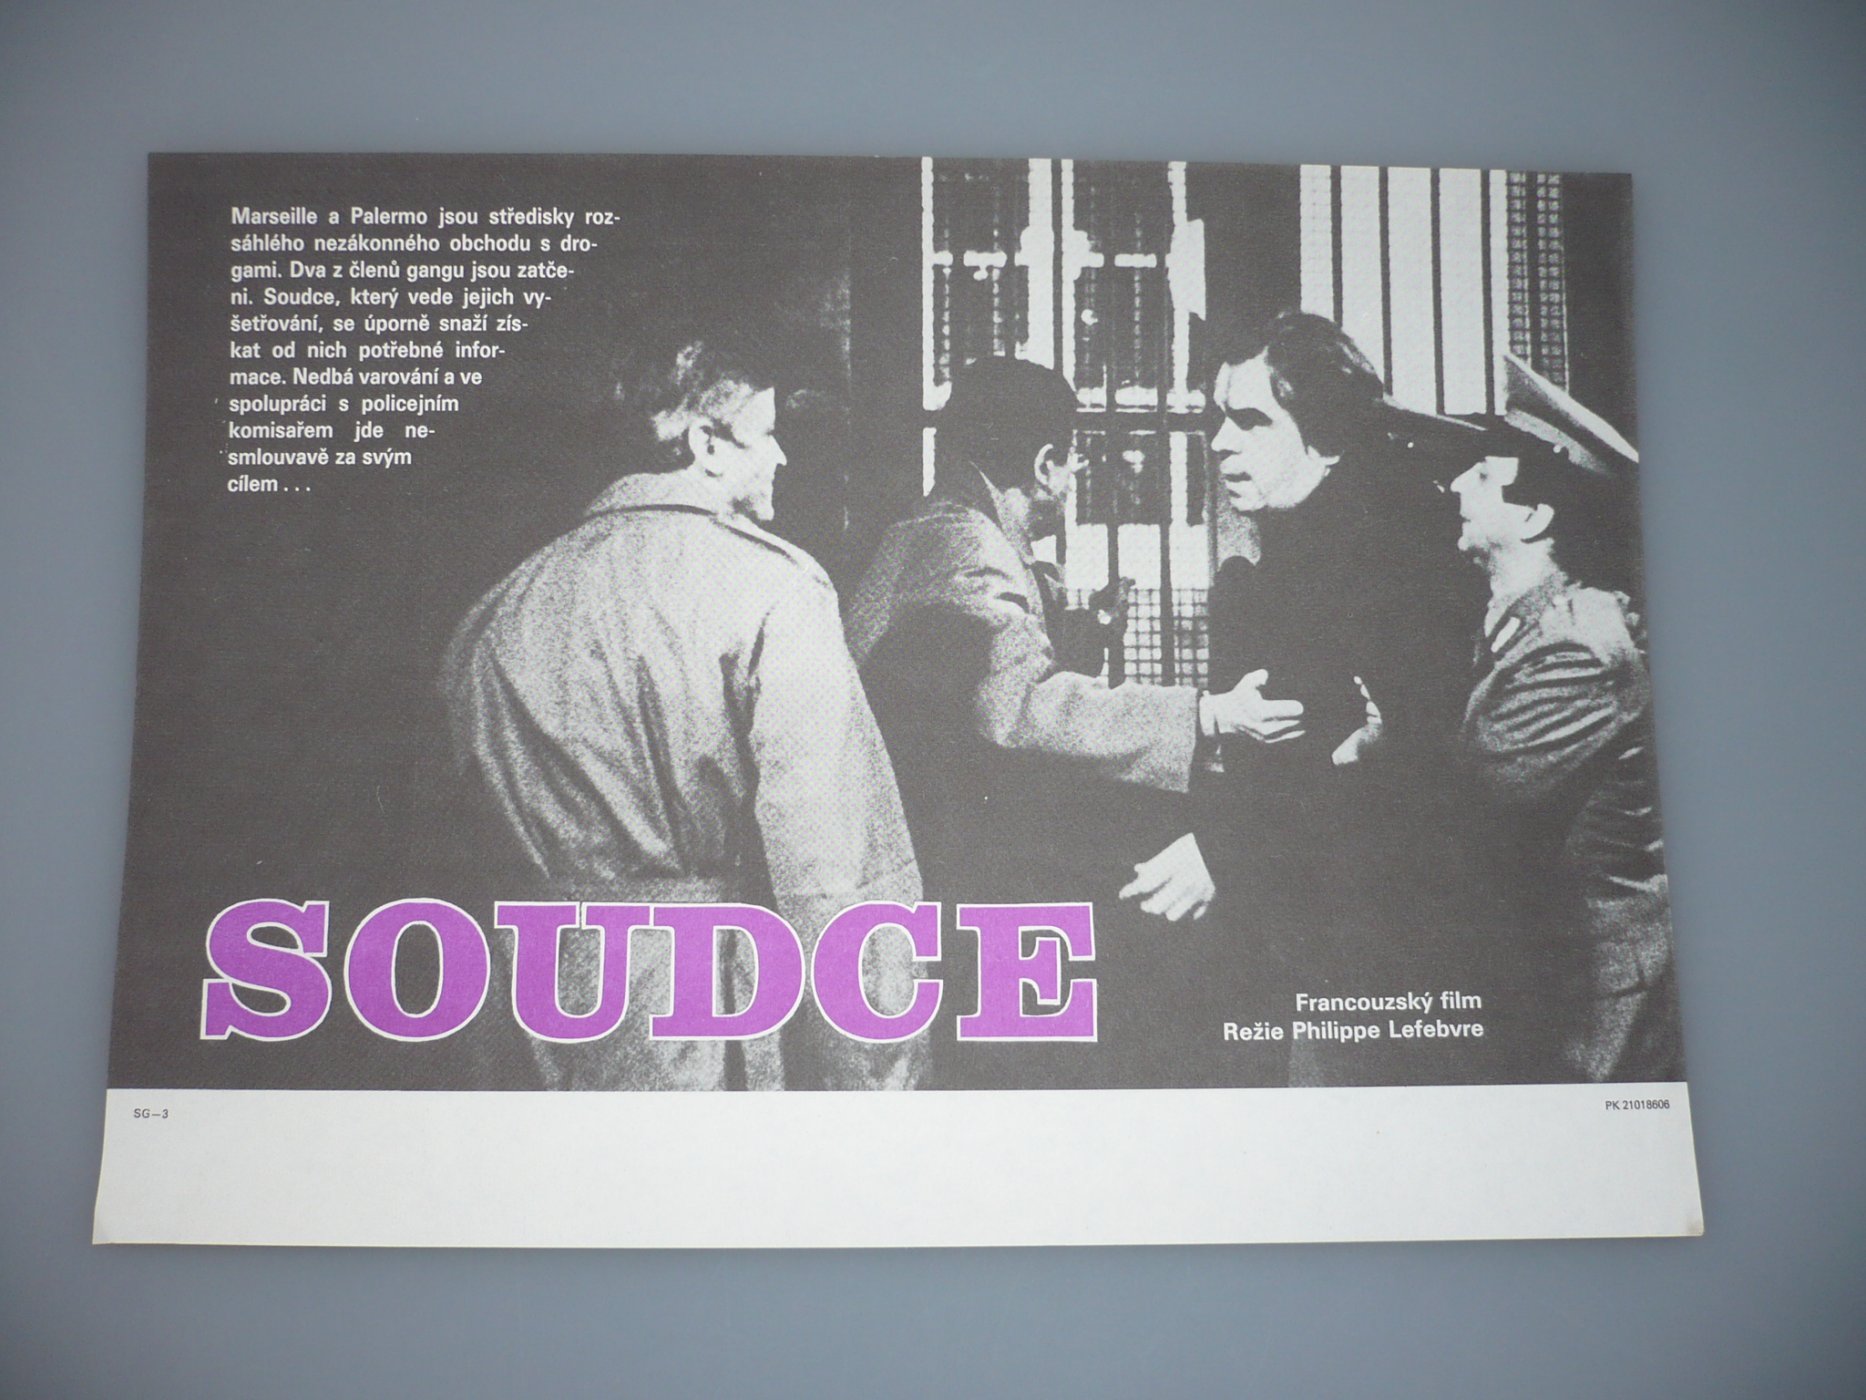 Marseille a Palermo jsou středisky roz-
sáhlého nezákonného obchodu s dro-
gami. Dva z členů gangu jsou zatče-
ni. Soudce, který vede jejich vy-
šetřování, se úporně snaží zís-
kat od nich potřebné infor-
mace. Nedbá varování a ve
spolupráci s policejním
komisařem jde ne-
smlouvavě za svým
cílem...
SOUDCE
Francouzský film
Režie Philippe Lefebvre
SG—3
PK 21018606